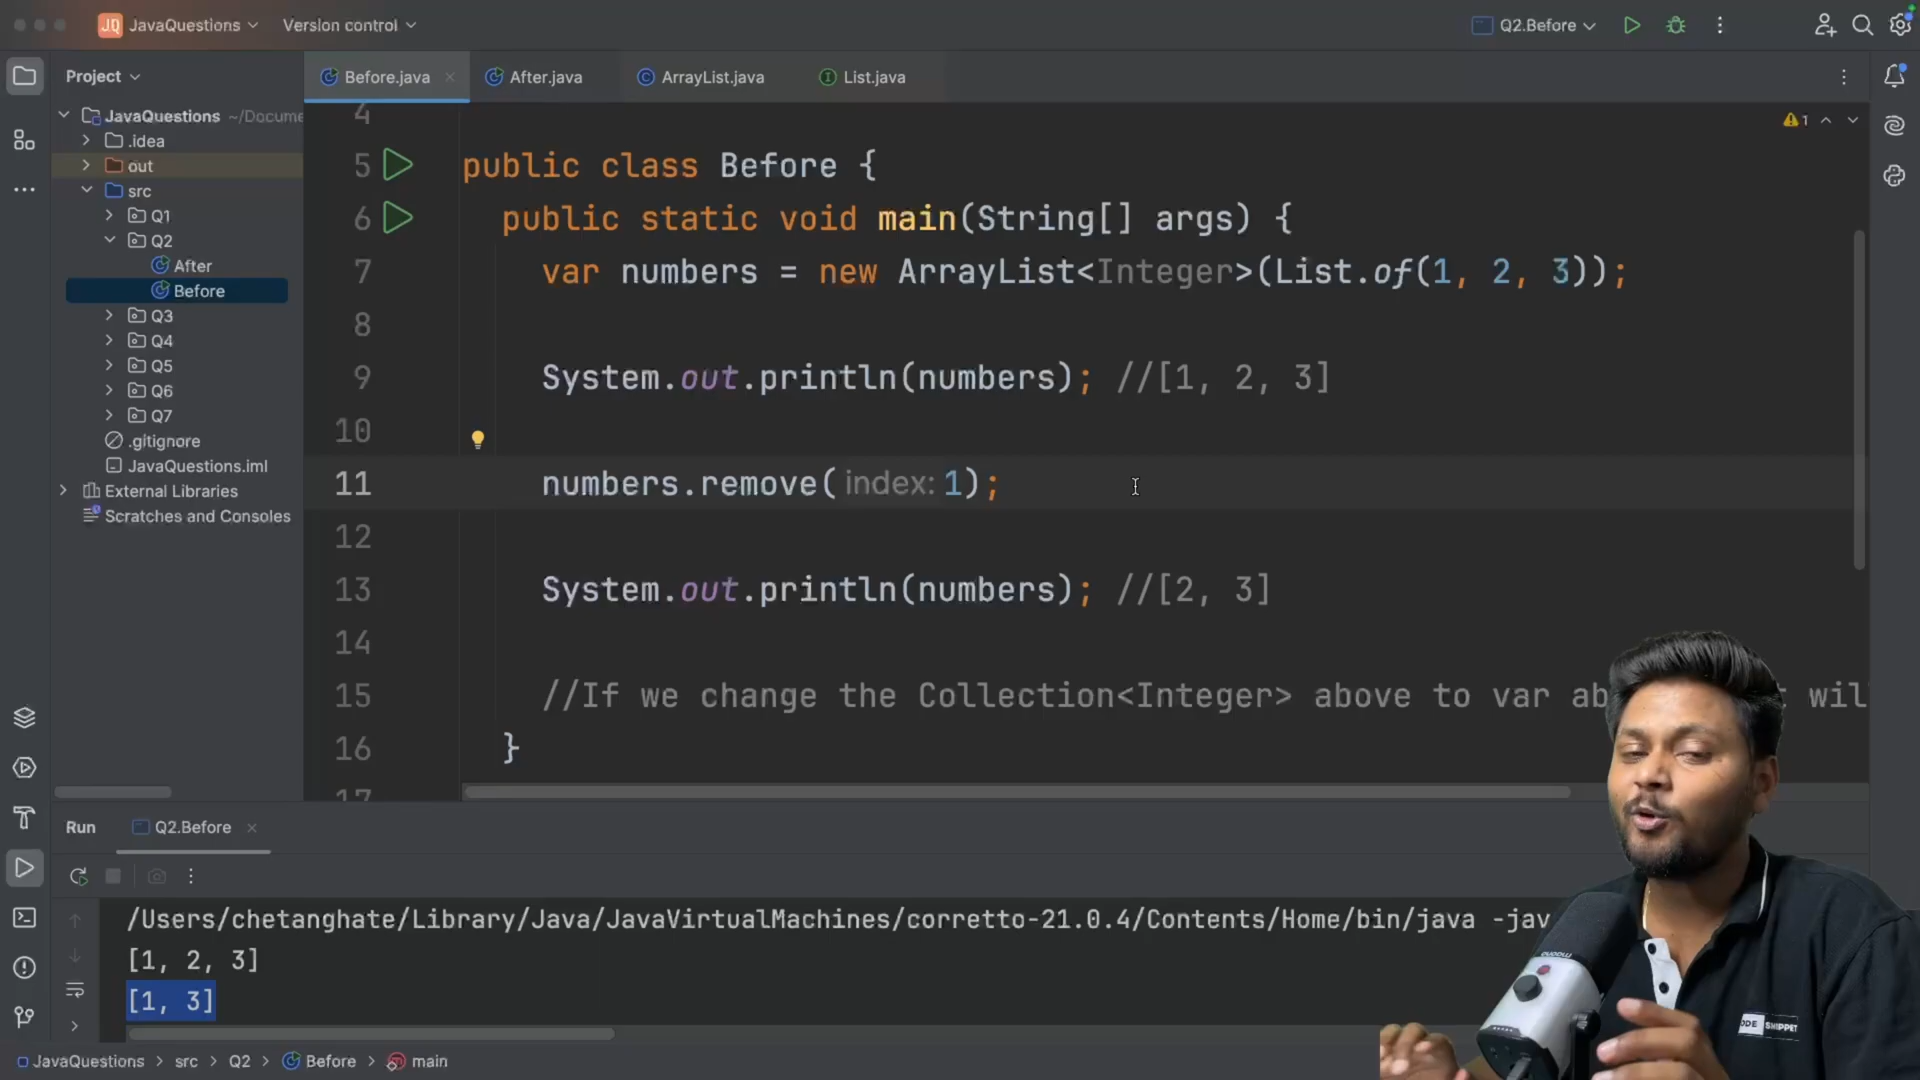 JQ JavaQuestions Version control Q2.Before
Project Before.java After.java ArrayList.java List.java
JavaQuestions ~/Docume
.idea
out
src
Q1
Q2
After
Before
Q3
Q4
Q5
Q6
Q7
.gitignore
JavaQuestions.iml
External Libraries
Scratches and Consoles
4
1
5 public class Before {
6 public static void main(String[] args) {
7 var numbers = new ArrayList<Integer>(List.of(1, 2, 3));
8
9 System.out.println(numbers); //[1, 2, 3]
10
11 numbers.remove( index: 1);
12
13 System.out.println(numbers); //[2, 3]
14
15 //If we change the Collection<Integer> above to var ab wil
16 }
17
Run Q2.Before
/Users/chetanghate/Library/Java/JavaVirtualMachines/corretto-21.0.4/Contents/Home/bin/java -jav
[1, 2, 3]
[1, 3]
JavaQuestions > src > Q2 > Before > main
SNIPPET